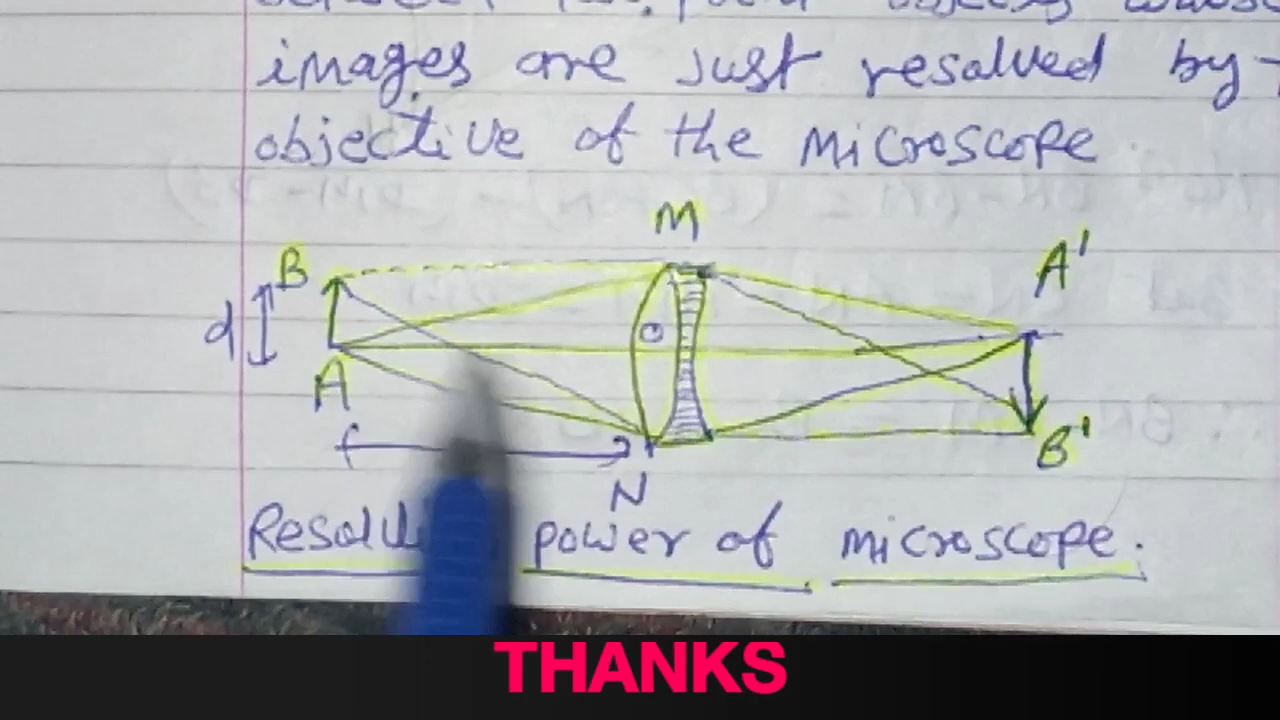 images are just resolved by
objective of the microscope
M
B
A'
d
O
A
B'
N
power of microscope.
THANKS